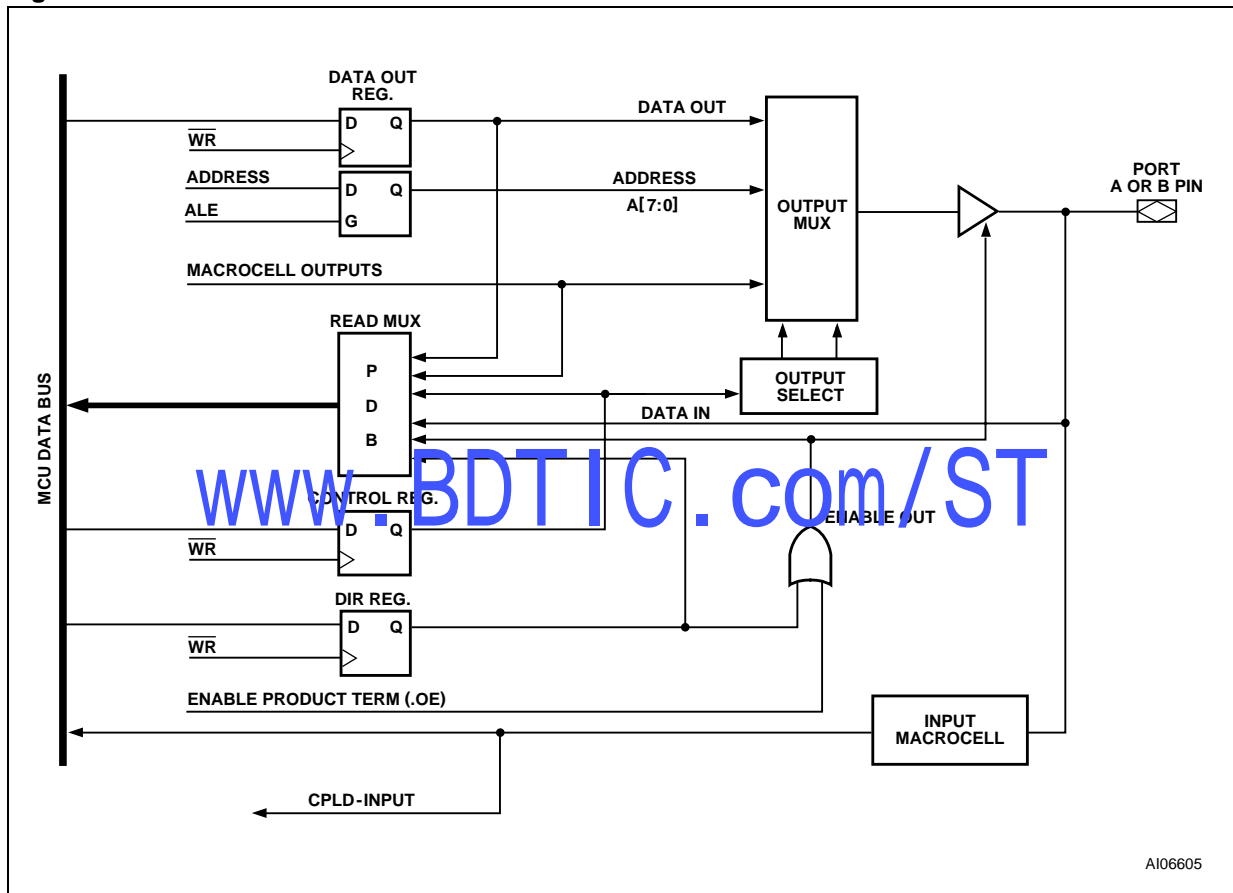 DATA OUT
REG.
D Q
WR
DATA OUT
ADDRESS
D Q
ALE
G
ADDRESS
A[7:0]
OUTPUT
MUX
PORT
A OR B PIN
MACROCELL OUTPUTS
READ MUX
P
D
B
OUTPUT
SELECT
DATA IN
MCU DATA BUS
www.BDTIC.com/ST
CONTROL REG.
D Q
WR
ENABLE OUT
DIR REG.
D Q
WR
ENABLE PRODUCT TERM (.OE)
INPUT
MACROCELL
CPLD-INPUT
AI06605